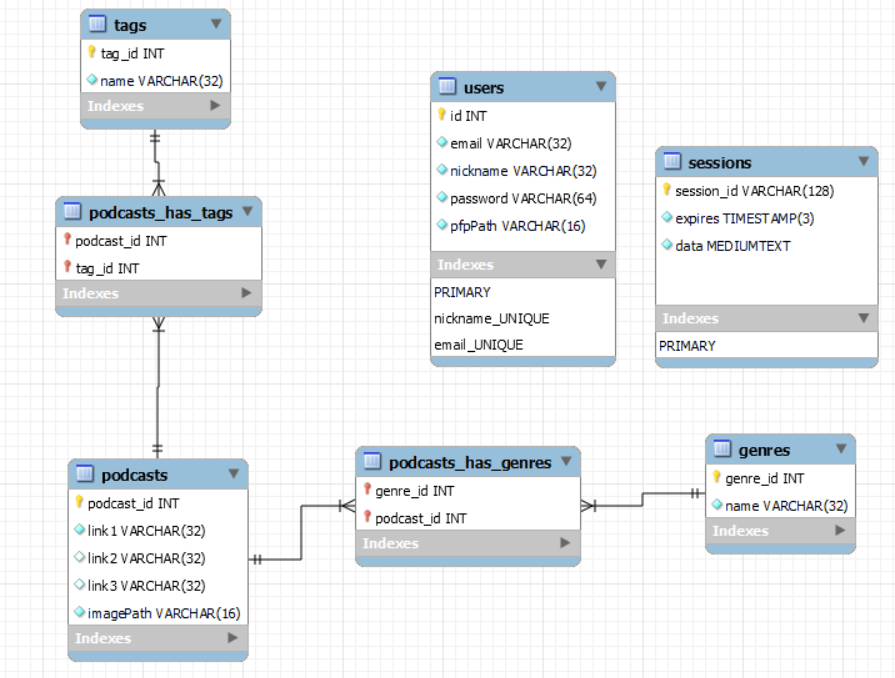 tags
tag_id INT
name VARCHAR(32)
Indexes
podcasts_has_tags
podcast_id INT
tag_id INT
Indexes
podcasts
podcast_id INT
link1 VARCHAR(32)
link2 VARCHAR(32)
link3 VARCHAR(32)
imagePath VARCHAR(16)
Indexes
users
id INT
email VARCHAR(32)
nickname VARCHAR(32)
password VARCHAR(64)
pfpPath VARCHAR(16)
Indexes
PRIMARY
nickname_UNIQUE
email_UNIQUE
podcasts_has_genres
genre_id INT
podcast_id INT
Indexes
sessions
session_id VARCHAR(128)
expires TIMESTAMP(3)
data MEDIUMTEXT
Indexes
PRIMARY
genres
genre_id INT
name VARCHAR(32)
Indexes